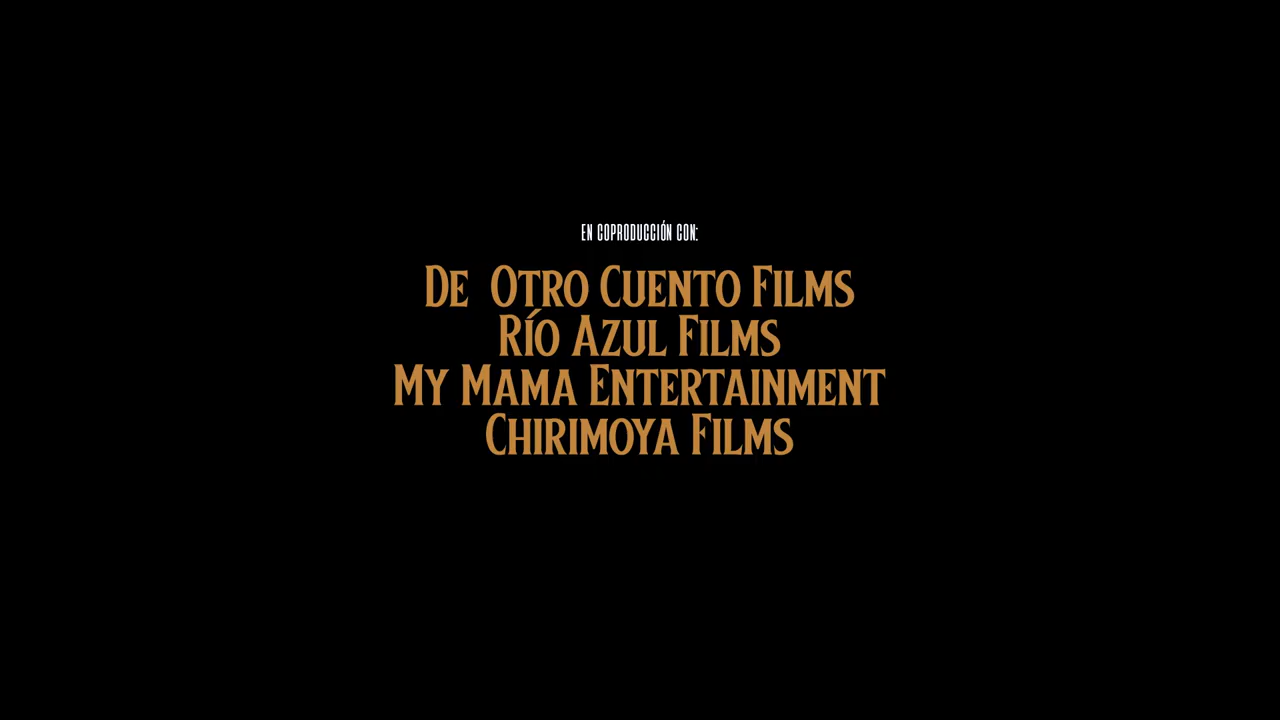 EN COPRODUCCIÓN CON:
DE OTRO CUENTO FILMS
RÍO AZUL FILMS
MY MAMA ENTERTAINMENT
CHIRIMOYA FILMS